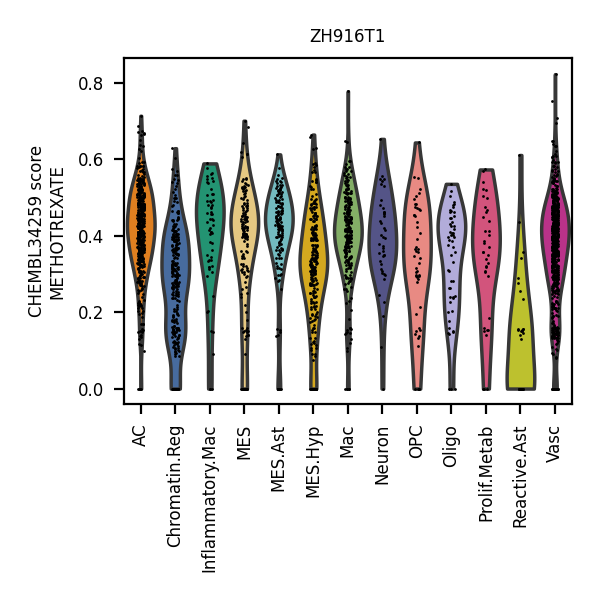 ZH916T1
CHEMBL34259 score
METHOTREXATE
0.8
0.6
0.4
0.2
0.0
AC
Chromatin.Reg
Inflammatory.Mac
MES
MES.Ast
MES.Hyp
Mac
Neuron
OPC
Oligo
Prolif.Metab
Reactive.Ast
Vasc